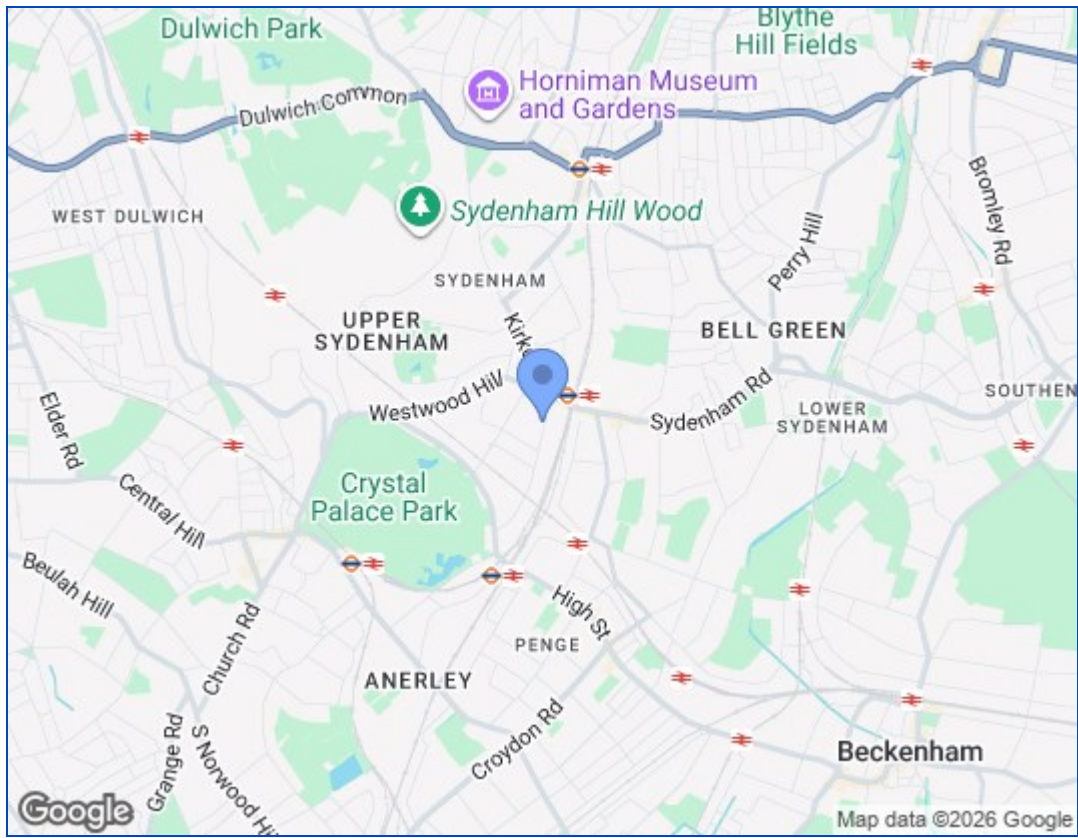 Dulwich Park
Blythe
Hill Fields
Horniman Museum
and Gardens
Dulwich Common
Sydenham Hill Wood
WEST DULWICH
Bromley Rd
Perry Hill
SYDENHAM
UPPER
SYDENHAM
BELL GREEN
Westwood Hill
Sydenham Rd
SOUTHEN
LOWER
SYDENHAM
Elder Rd
Central Hill
Crystal
Palace Park
Beulah Hill
Church Rd
High St
PENGE
ANERLEY
Croydon Rd
Grange Rd
S Norwood Hi
Beckenham
Google
Map data ©2026 Google